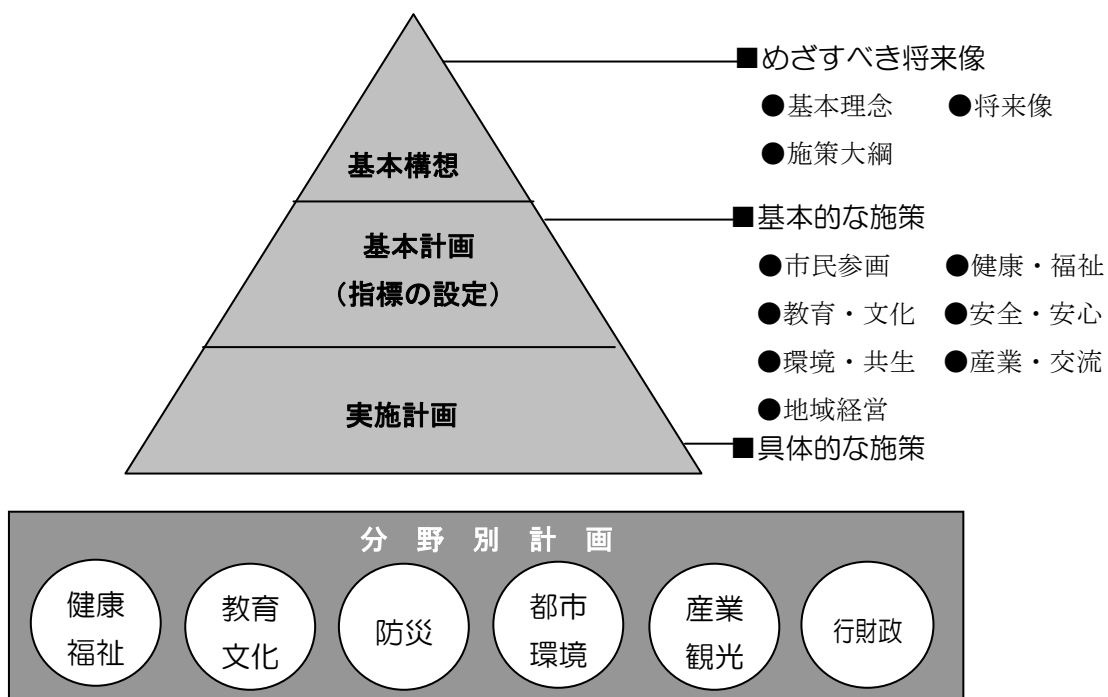 基本構想
基本計画
（指標の設定）
実施計画
■めざすべき将来像
●基本理念 ●将来像
●施策大綱
■基本的な施策
●市民参画 ●健康・福祉
●教育・文化 ●安全・安心
●環境・共生 ●産業・交流
●地域経営
■具体的な施策
分野別計画
健康
福祉
教育
文化
防災
都市
環境
産業
観光
行財政